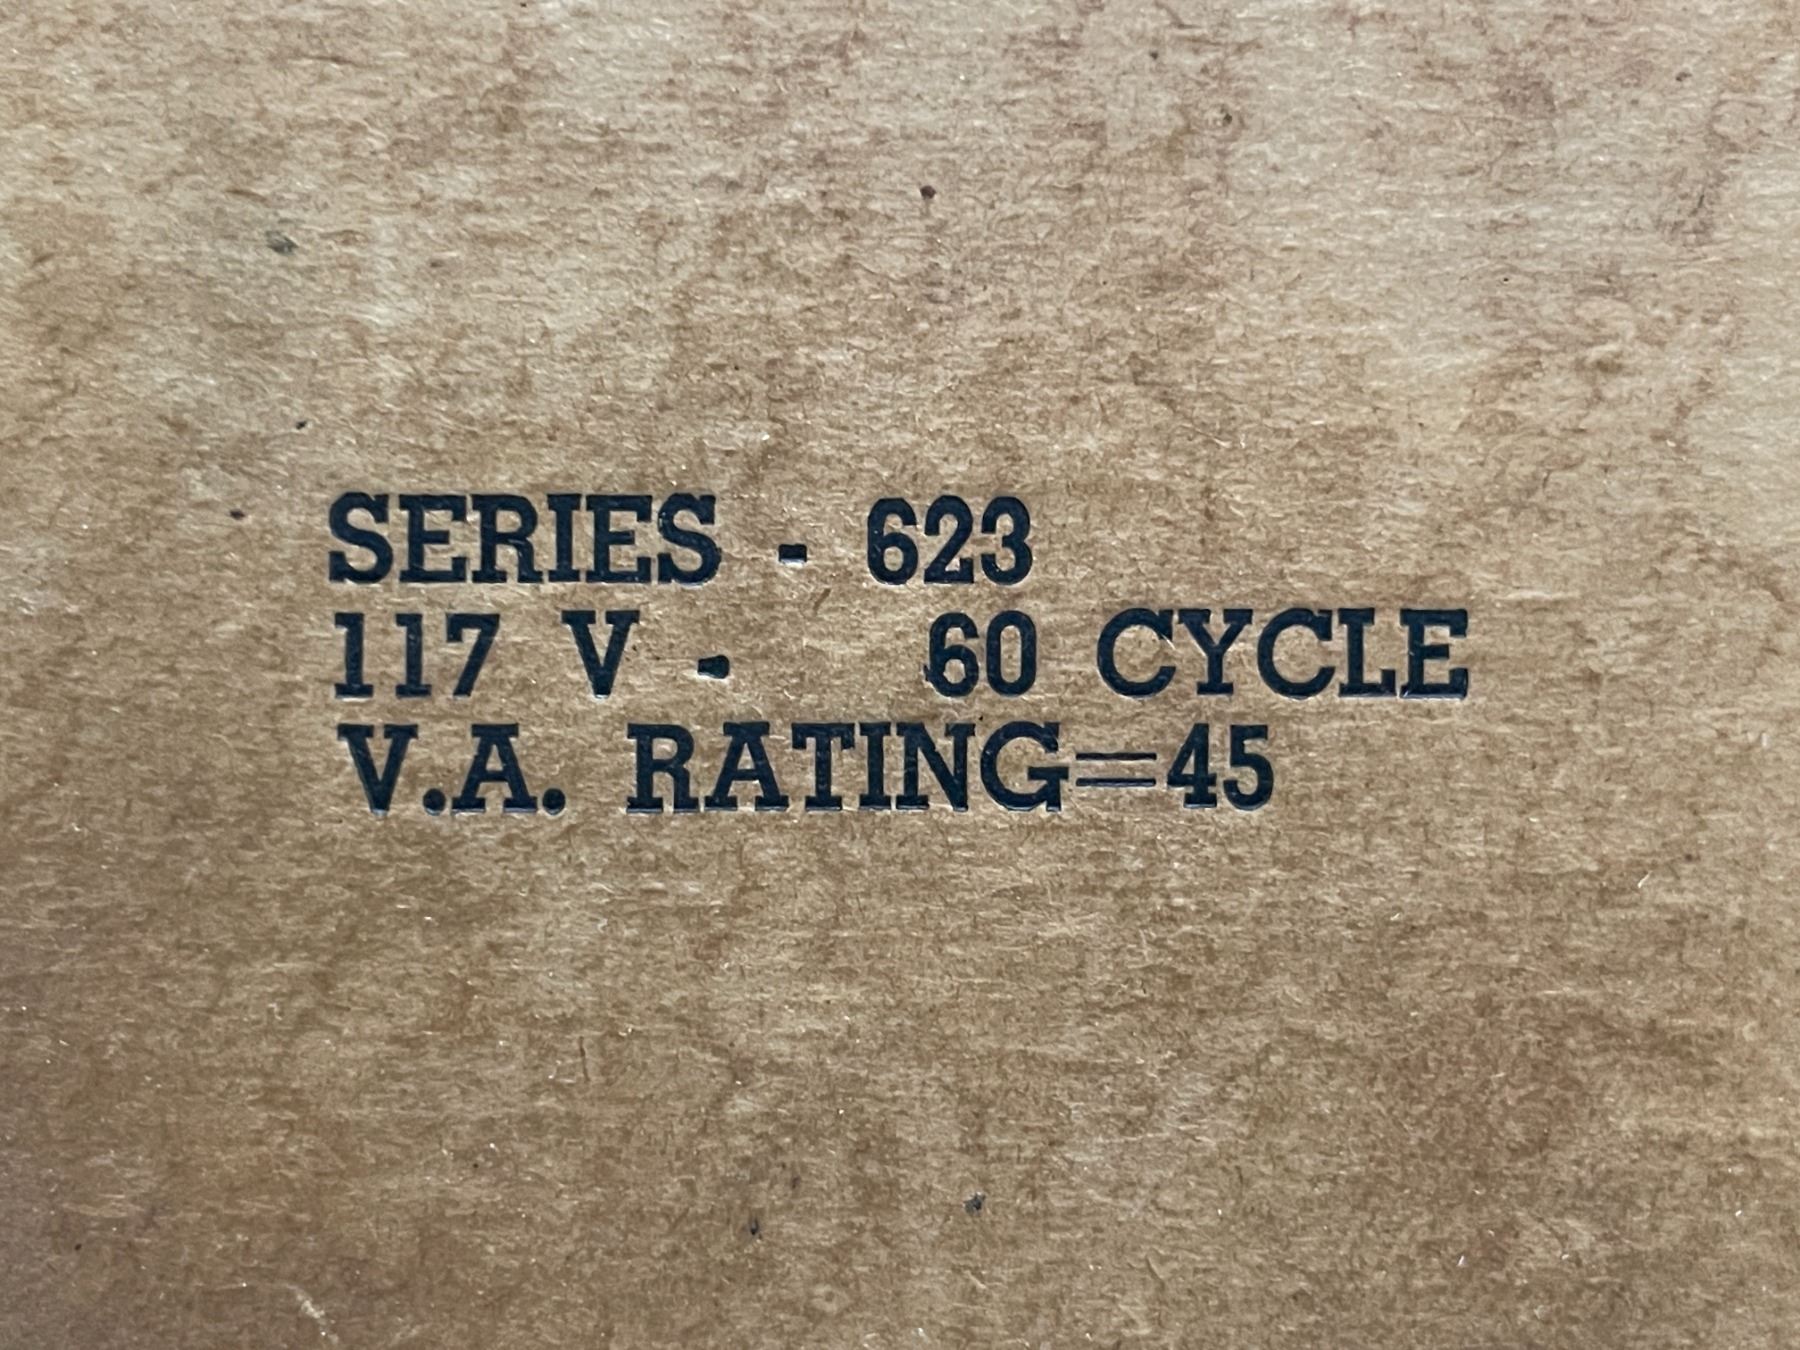 SERIES - 623
117 V - 60 CYCLE
V.A. RATING=45